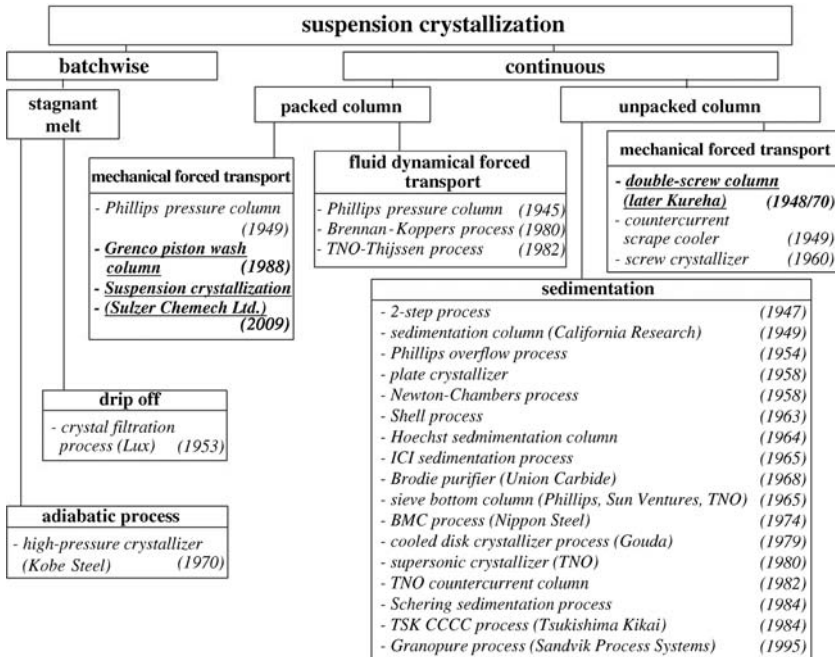 suspension crystallization
batchwise
continuous
stagnant
melt
packed column
unpacked column
mechanical forced transport
- Phillips pressure column
(1949)
- Grenco piston wash
column (1988)
- Suspension crystallization
- (Sulzer Chemech Ltd.)
(2009)
fluid dynamical forced
transport
- Phillips pressure column (1945)
- Brennan-Koppers process (1980)
- TNO-Thijssen process (1982)
mechanical forced transport
- double-screw column
(later Kureha) (1948/70)
- countercurrent
scrape cooler (1949)
- screw crystallizer (1960)
sedimentation
- 2-step process (1947)
- sedimentation column (California Research) (1949)
- Phillips overflow process (1954)
- plate crystallizer (1958)
- Newton-Chambers process (1958)
- Shell process (1963)
- Hoechst sedmimentation column (1964)
- ICI sedimentation process (1965)
- Brodie purifier (Union Carbide) (1968)
- sieve bottom column (Phillips, Sun Ventures, TNO) (1965)
- BMC process (Nippon Steel) (1974)
- cooled disk crystallizer process (Gouda) (1979)
- supersonic crystallizer (TNO) (1980)
- TNO countercurrent column (1982)
- Schering sedimentation process (1984)
- TSK CCCC process (Tsukishima Kikai) (1984)
- Granopure process (Sandvik Process Systems) (1995)
drip off
- crystal filtration
process (Lux) (1953)
adiabatic process
- high-pressure crystallizer
(Kobe Steel) (1970)